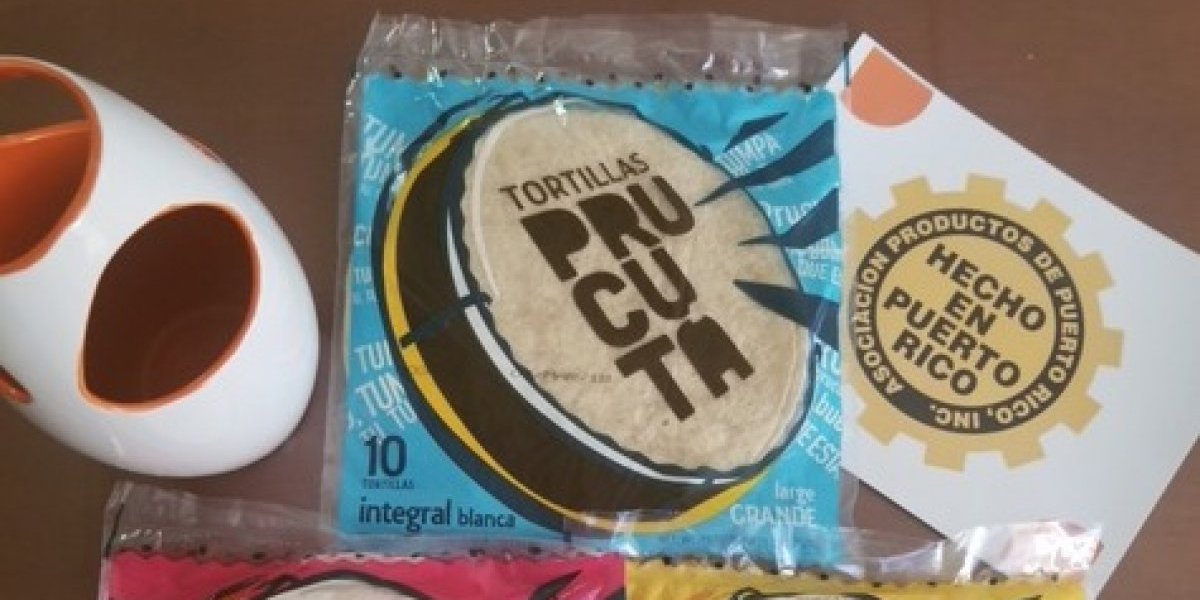 TORTILLAS
PRU
CU
TA
10
TORTILLAS
integral blanca
large
GRANDE
ASOCIACION PRODUCTOS DE PUERTO RICO, INC.
HECHO
EN
PUERTO
RICO